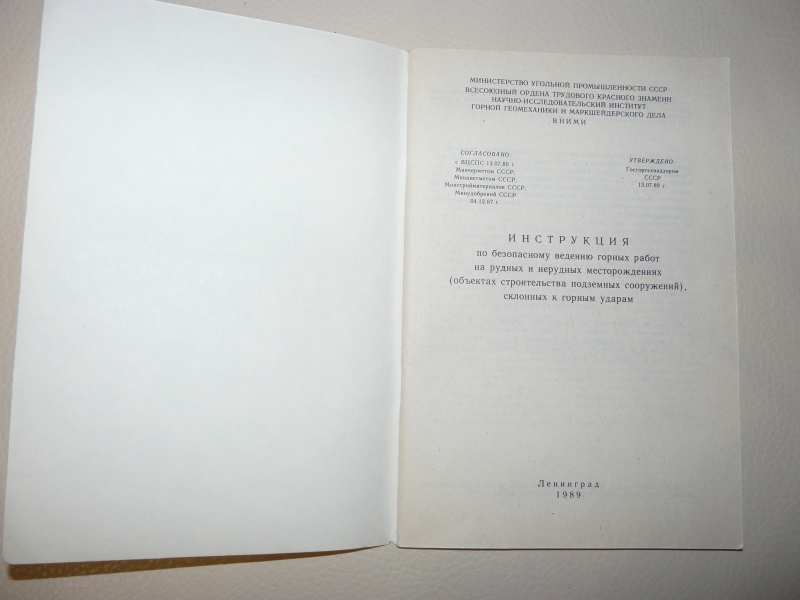 МИНИСТЕРСТВО УГОЛЬНОЙ ПРОМЫШЛЕННОСТИ СССР
ВСЕСОЮЗНЫЙ ОРДЕНА ТРУДОВОГО КРАСНОГО ЗНАМЕНИ
НАУЧНО-ИССЛЕДОВАТЕЛЬСКИЙ ИНСТИТУТ
ГОРНОЙ ГЕОМЕХАНИКИ И МАРКШЕЙДЕРСКОГО ДЕЛА
ВНИМИ
СОГЛАСОВАНО:
с ВЦСПС 13.07.89 г.
Минчерметом СССР,
Минцветметом СССР,
Минстройматериалов СССР,
Минудобрений СССР
04.12.87 г.
УТВЕРЖДЕНО:
Госгортехнадзором
СССР
13.07.89 г.
ИНСТРУКЦИЯ
по безопасному ведению горных работ
на рудных и нерудных месторождениях
(объектах строительства подземных сооружений),
склонных к горным ударам
Ленинград
1989